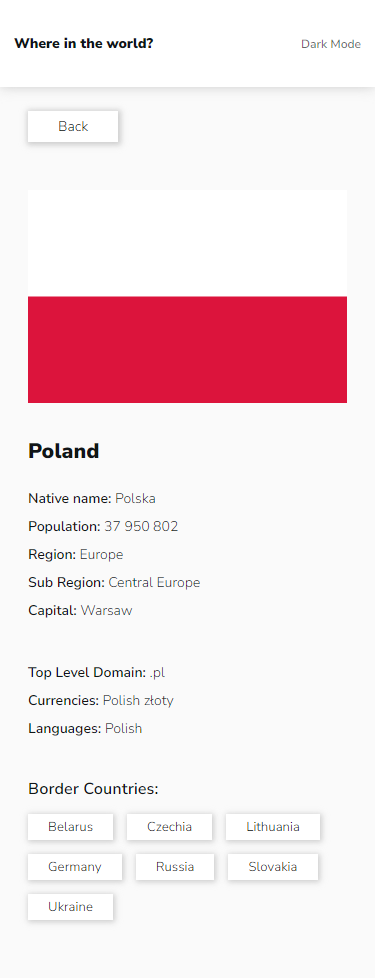 Where in the world? Dark Mode
Back
Poland
Native name: Polska
Population: 37 950 802
Region: Europe
Sub Region: Central Europe
Capital: Warsaw
Top Level Domain: .pl
Currencies: Polish złoty
Languages: Polish
Border Countries:
Belarus Czechia Lithuania
Germany Russia Slovakia
Ukraine